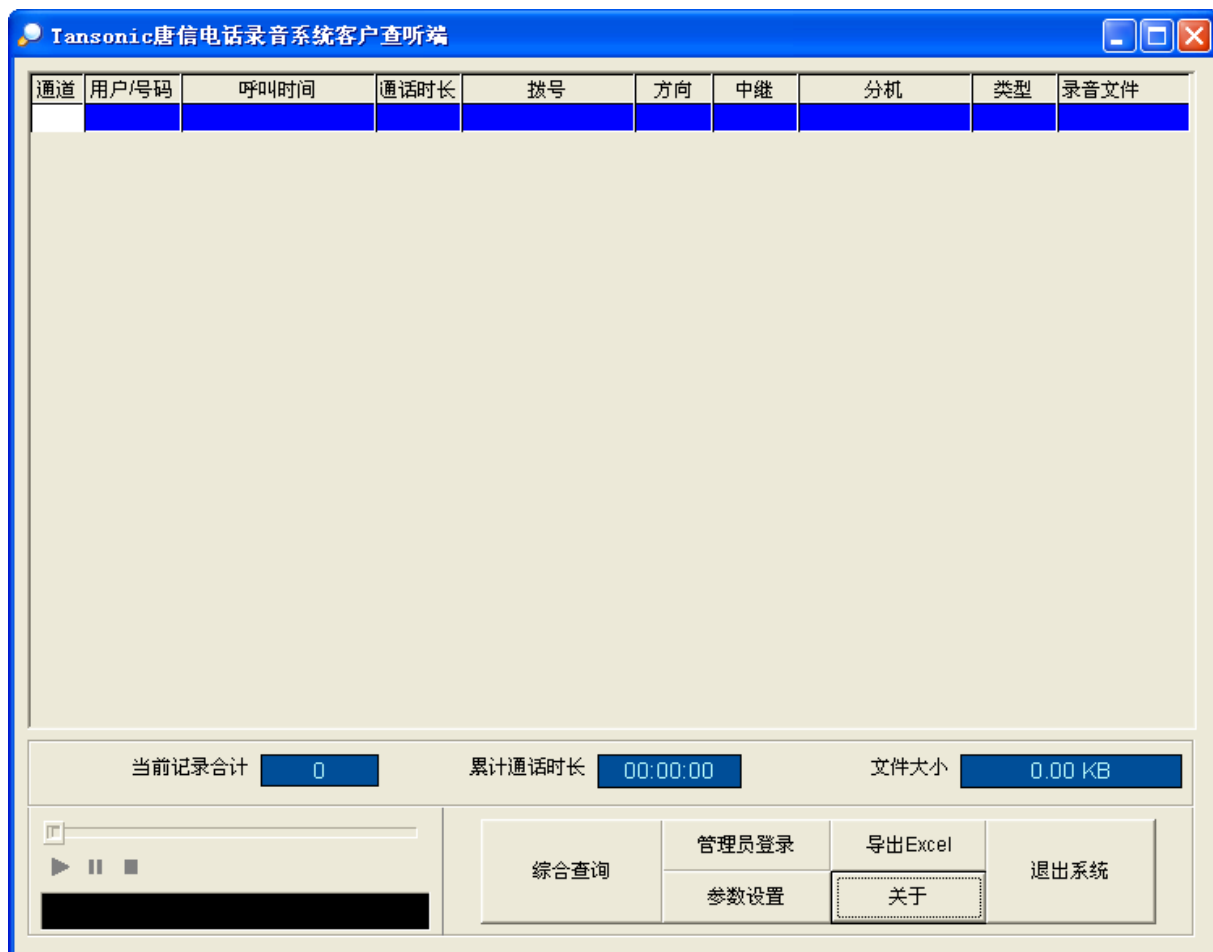 Tansonic唐信电话录音系统客户查听端
通道 用户/号码 呼叫时间 通话时长 拨号 方向 中继 分机 类型 录音文件
当前记录合计 0 累计通话时长 00:00:00 文件大小 0.00 KB
综合查询 管理员登录 导出Excel 退出系统
参数设置 关于